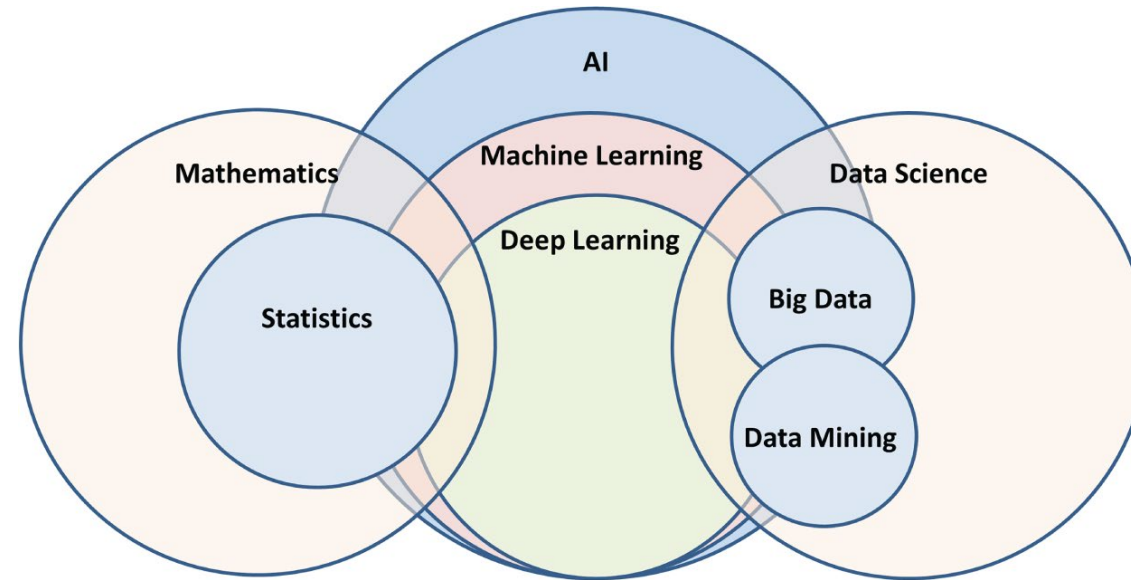 AI
Machine Learning
Mathematics
Data Science
Deep Learning
Big Data
Statistics
Data Mining